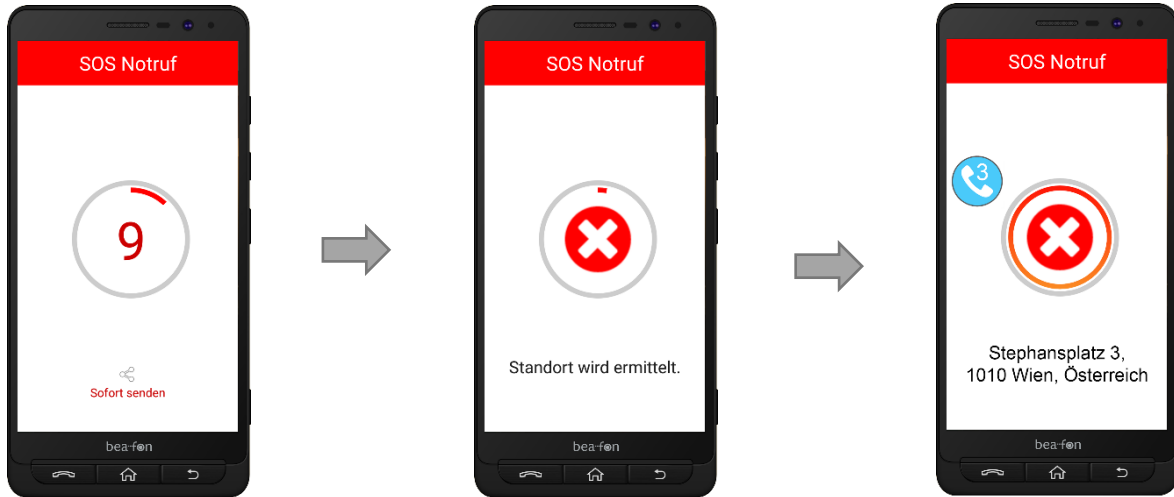 SOS Notruf
9
Sofort senden
bea-fon
SOS Notruf
Standort wird ermittelt.
bea-fon
SOS Notruf
3
Stephansplatz 3,
1010 Wien, Österreich
bea-fon